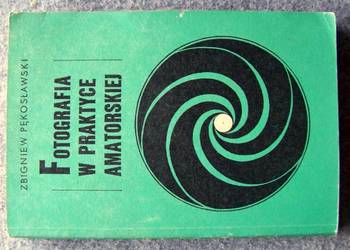 ZBIGNIEW PĘKOSŁAWSKI
FOTOGRAFIA
W PRAKTYCE
AMATORSKIEJ